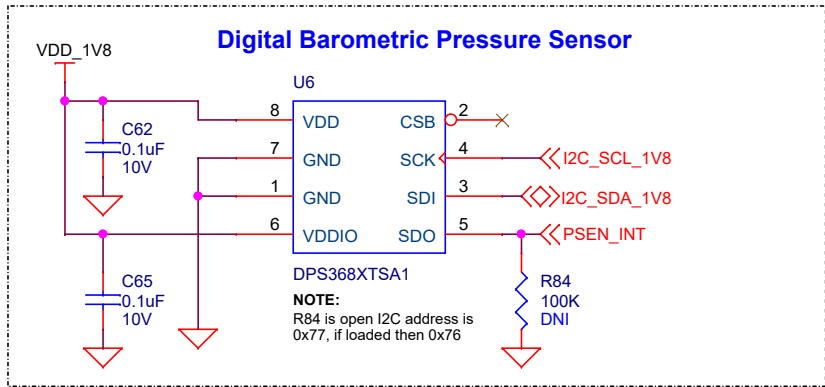 Digital Barometric Pressure Sensor
VDD_1V8
U6
8
VDD
CSB
2
7
GND
SCK
4
I2C_SCL_1V8
1
GND
SDI
3
I2C_SDA_1V8
6
VDDIO
SDO
5
PSEN_INT
C62
0.1uF
10V
C65
0.1uF
10V
DPS368XTSA1
NOTE:
R84 is open I2C address is
0x77, if loaded then 0x76
R84
100K
DNI